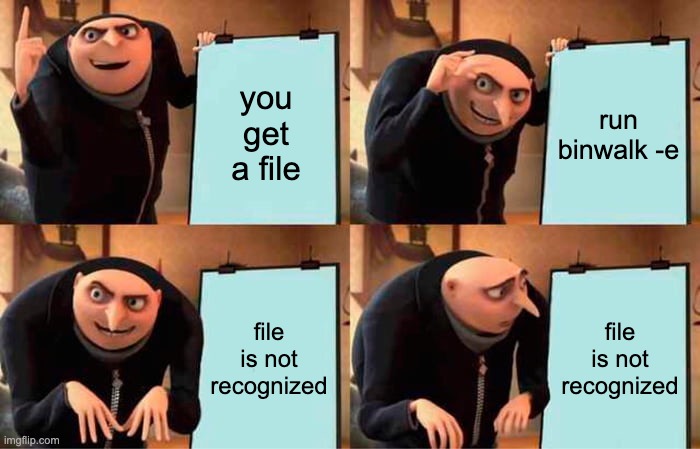 you
get
a file
run
binwalk -e
file
is not
recognized
file
is not
recognized
imgflip.com